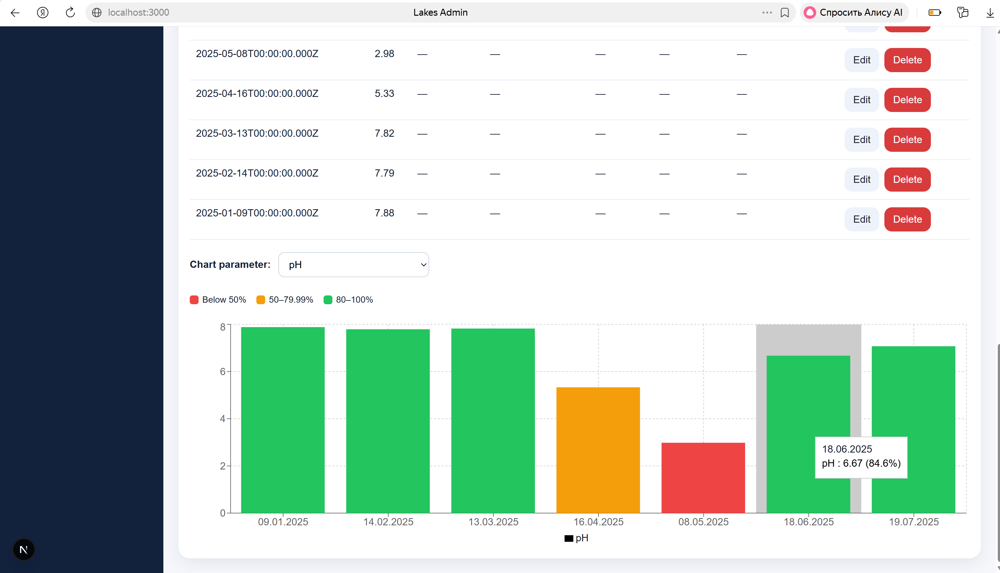 localhost:3000
Lakes Admin
Спросить Алису AI
2025-05-08T00:00:00.000Z 2.98 — — — — — Edit Delete
2025-04-16T00:00:00.000Z 5.33 — — — — — Edit Delete
2025-03-13T00:00:00.000Z 7.82 — — — — — Edit Delete
2025-02-14T00:00:00.000Z 7.79 — — — — — Edit Delete
2025-01-09T00:00:00.000Z 7.88 — — — — — Edit Delete
Chart parameter: pH
Below 50% 50–79.99% 80–100%
8
6
4
2
0
18.06.2025
pH : 6.67 (84.6%)
09.01.2025 14.02.2025 13.03.2025 16.04.2025 08.05.2025 18.06.2025 19.07.2025
pH
N